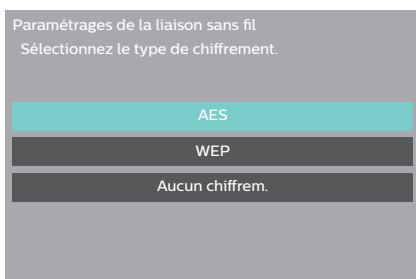 Paramétrages de la liaison sans fil
Sélectionnez le type de chiffrement.
AES
WEP
Aucun chiffrem.